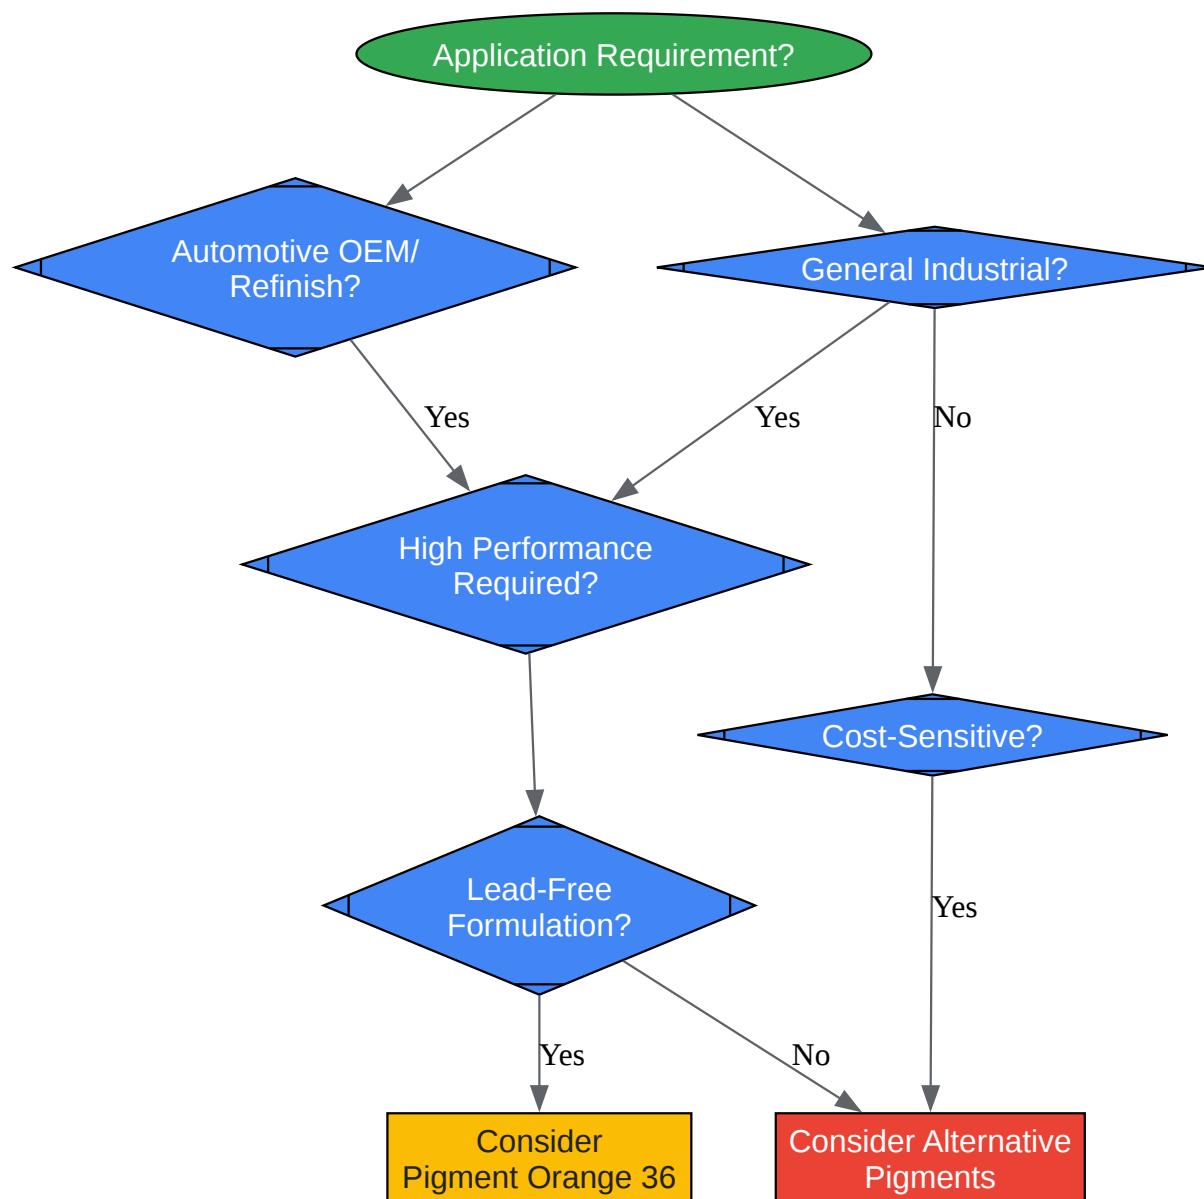 Application Requirement?
Automotive OEM/
Refinish?
General Industrial?
Yes
Yes
No
High Performance
Required?
Cost-Sensitive?
Lead-Free
Formulation?
Yes
Yes
No
Consider
Pigment Orange 36
Consider Alternative
Pigments